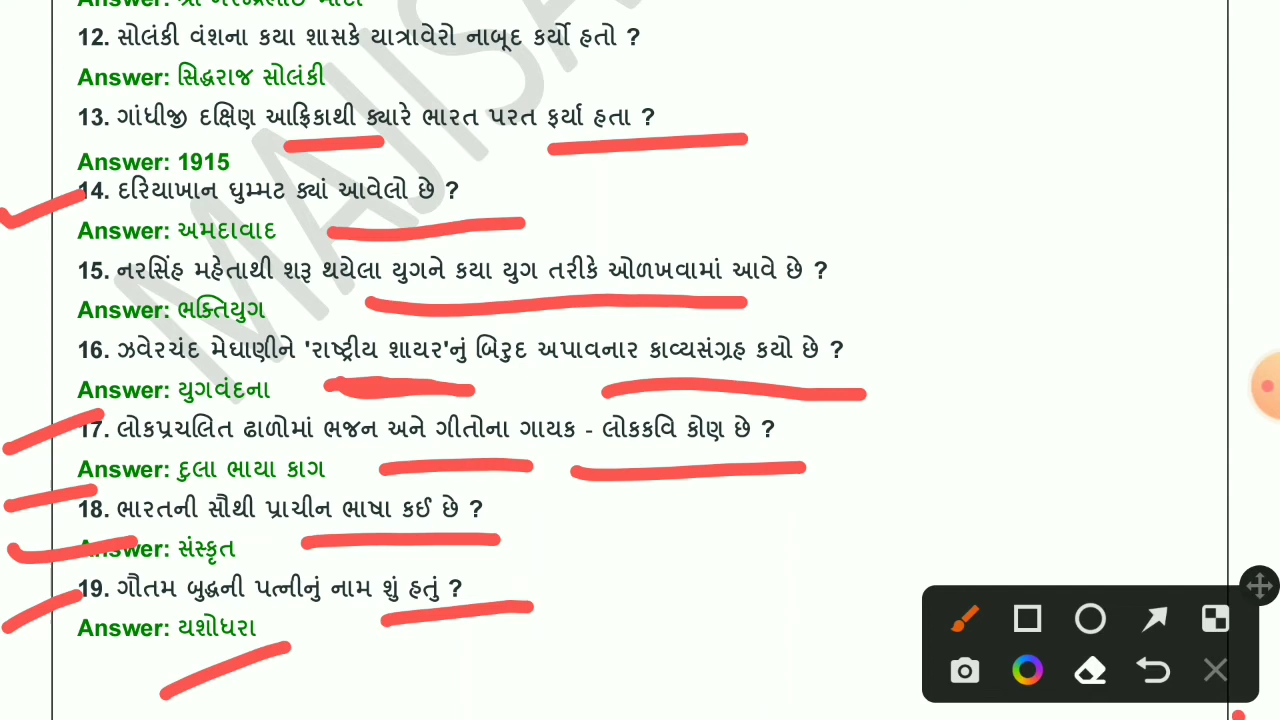 Answer: શ્રી નરેન્દ્રભાઈ મોદી
12. સોલંકી વંશના કયા શાસકે યાત્રાવેરો નાબૂદ કર્યો હતો ?
Answer: સિદ્ધરાજ સોલંકી
13. ગાંધીજી દક્ષિણ આફ્રિકાથી ક્યારે ભારત પરત ફર્યા હતા ?
Answer: 1915
14. દરિયાખાન ઘુમ્મટ ક્યાં આવેલો છે ?
Answer: અમદાવાદ
15. નરસિંહ મહેતાથી શરૂ થયેલા યુગને કયા યુગ તરીકે ઓળખવામાં આવે છે ?
Answer: ભક્તિયુગ
16. ઝવેરચંદ મેઘાણીને 'રાષ્ટ્રીય શાયર'નું બિરુદ અપાવનાર કાવ્યસંગ્રહ કયો છે ?
Answer: યુગવંદના
17. લોકપ્રચલિત ઢાળોમાં ભજન અને ગીતોના ગાયક - લોકકવિ કોણ છે ?
Answer: દુલા ભાયા કાગ
18. ભારતની સૌથી પ્રાચીન ભાષા કઈ છે ?
Answer: સંસ્કૃત
19. ગૌતમ બુદ્ધની પત્નીનું નામ શું હતું ?
Answer: યશોધરા